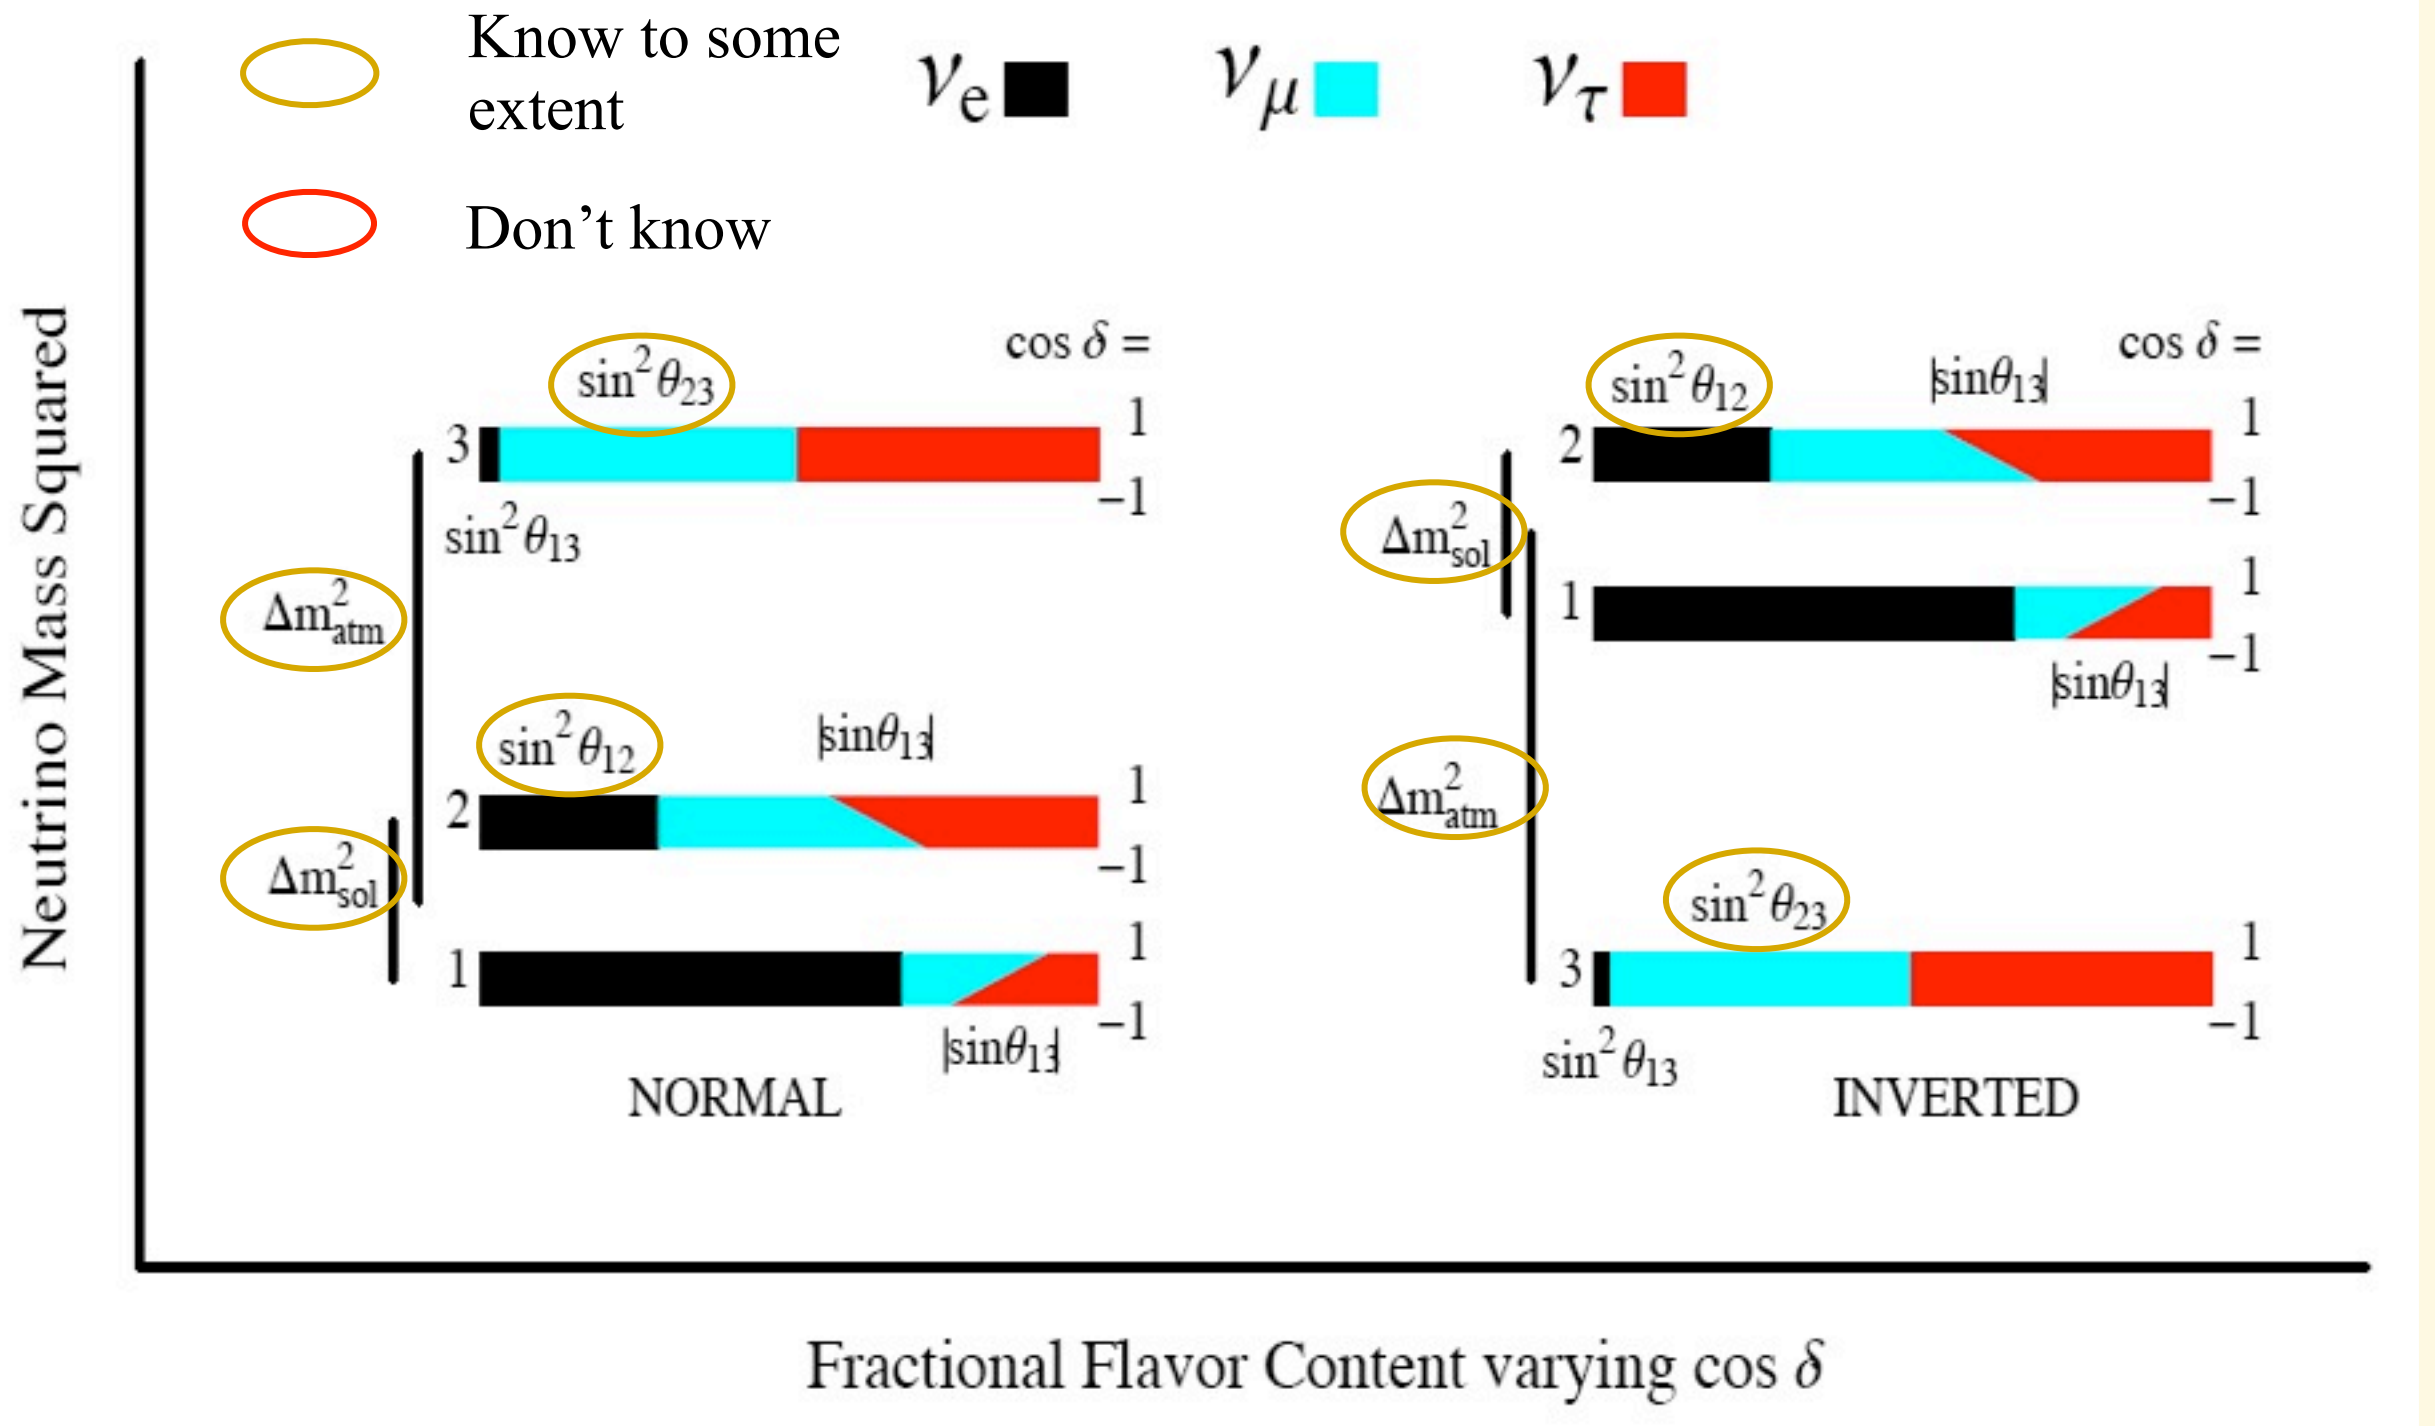 Know to some
extent
Don’t know
νe
νμ
ντ
Neutrino Mass Squared
sin²θ₂₃
cos δ =
3
1
−1
sin²θ₁₃
Δm²atm
sin²θ₁₂
|sinθ₁₃|
2
1
−1
Δm²sol
1
1
−1
|sinθ₁₃|
NORMAL
sin²θ₁₂
|sinθ₁₃|
cos δ =
2
1
−1
Δm²sol
1
1
−1
|sinθ₁₃|
Δm²atm
sin²θ₂₃
3
1
−1
sin²θ₁₃
INVERTED
Fractional Flavor Content varying cos δ